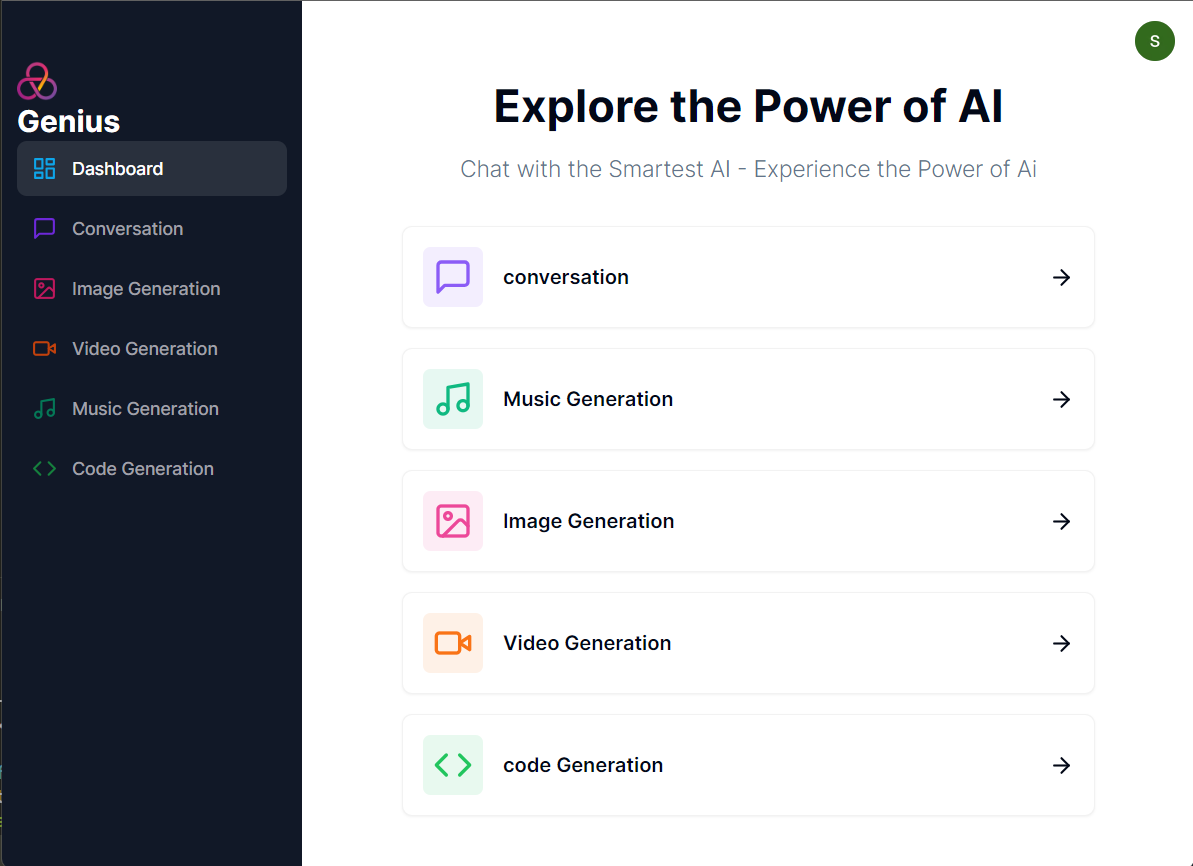 Genius
Dashboard
Conversation
Image Generation
Video Generation
Music Generation
Code Generation
S
Explore the Power of AI
Chat with the Smartest AI - Experience the Power of Ai
conversation
Music Generation
Image Generation
Video Generation
code Generation